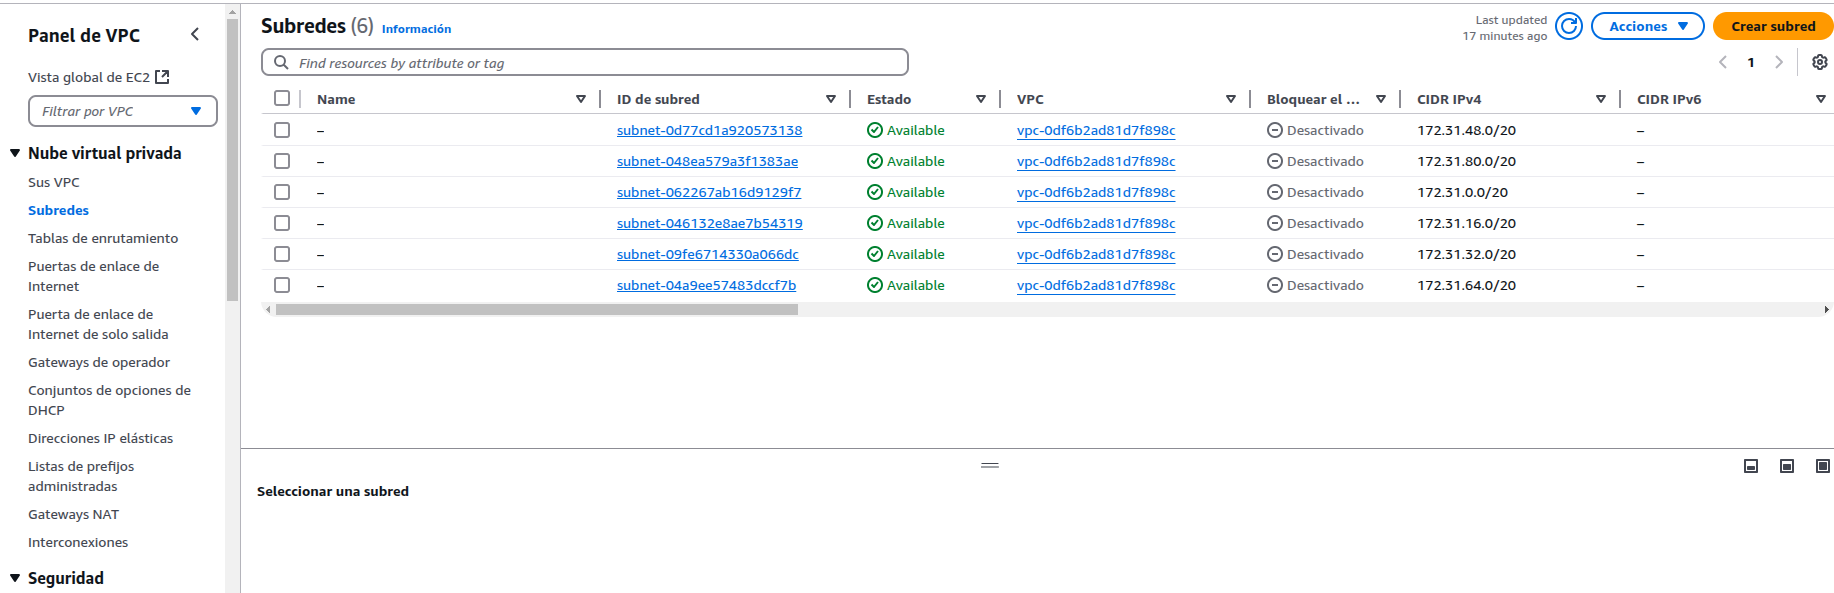 Panel de VPC
Vista global de EC2
Filtrar por VPC
Nube virtual privada
Sus VPC
Subredes
Tablas de enrutamiento
Puertas de enlace de
Internet
Puerta de enlace de
Internet de solo salida
Gateways de operador
Conjuntos de opciones de
DHCP
Direcciones IP elásticas
Listas de prefijos
administradas
Gateways NAT
Interconexiones
Seguridad
Subredes (6) Información
Last updated
17 minutes ago
Acciones
Crear subred
Find resources by attribute or tag
1
Name ID de subred Estado VPC Bloquear el ... CIDR IPv4 CIDR IPv6
– subnet-0d77cd1a920573138 Available vpc-0df6b2ad81d7f898c Desactivado 172.31.48.0/20 –
– subnet-048ea579a3f1383ae Available vpc-0df6b2ad81d7f898c Desactivado 172.31.80.0/20 –
– subnet-062267ab16d9129f7 Available vpc-0df6b2ad81d7f898c Desactivado 172.31.0.0/20 –
– subnet-046132e8ae7b54319 Available vpc-0df6b2ad81d7f898c Desactivado 172.31.16.0/20 –
– subnet-09fe6714330a066dc Available vpc-0df6b2ad81d7f898c Desactivado 172.31.32.0/20 –
– subnet-04a9ee57483dccf7b Available vpc-0df6b2ad81d7f898c Desactivado 172.31.64.0/20 –
Seleccionar una subred